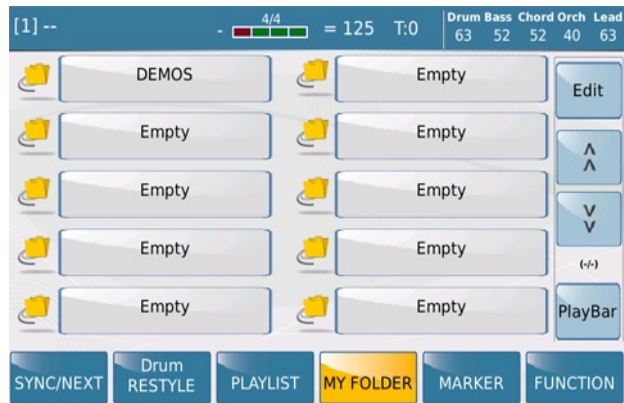 [1] --
- 4/4 = 125 T:0
Drum Bass Chord Orch Lead
63 52 52 40 63
DEMOS Empty
Edit
Empty Empty
Empty Empty
Empty Empty
(-/-)
Empty Empty
PlayBar
SYNC/NEXT
Drum
RESTYLE
PLAYLIST
MY FOLDER
MARKER
FUNCTION